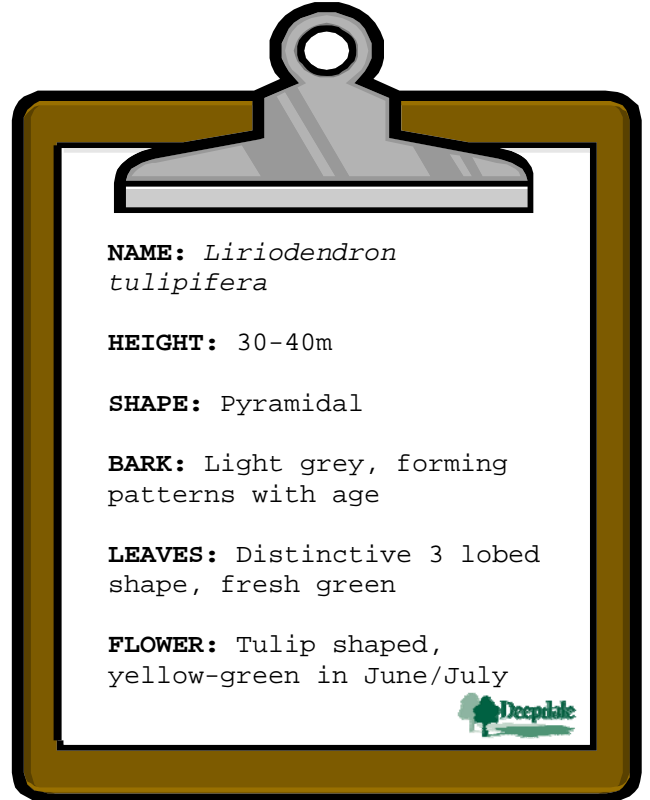 NAME: Liriodendron
tulipifera
HEIGHT: 30-40m
SHAPE: Pyramidal
BARK: Light grey, forming
patterns with age
LEAVES: Distinctive 3 lobed
shape, fresh green
FLOWER: Tulip shaped,
yellow-green in June/July
Deepdale